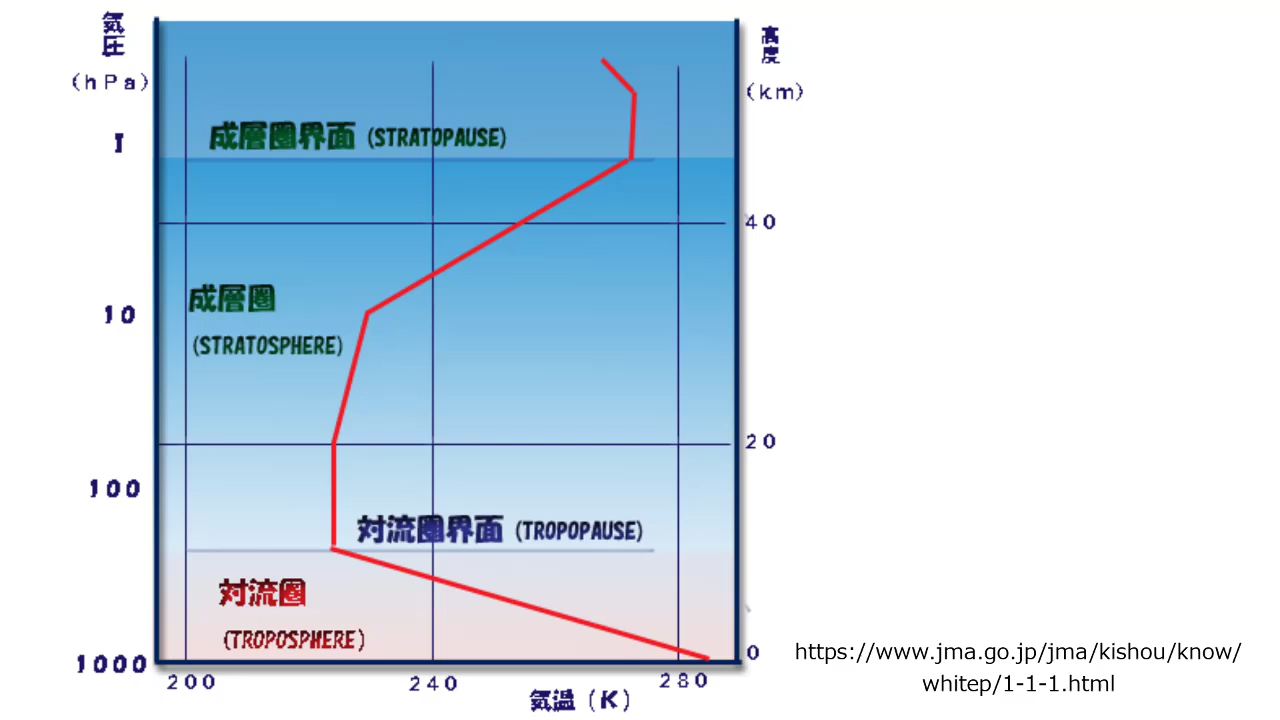 気圧
(hPa)
高度
(km)
1
成層圏界面 (STRATOPAUSE)
40
10
成層圏
(STRATOSPHERE)
20
100
対流圏界面 (TROPOPAUSE)
対流圏
(TROPOSPHERE)
1000
0
200
240
280
気温 (K)
https://www.jma.go.jp/jma/kishou/know/
whitep/1-1-1.html